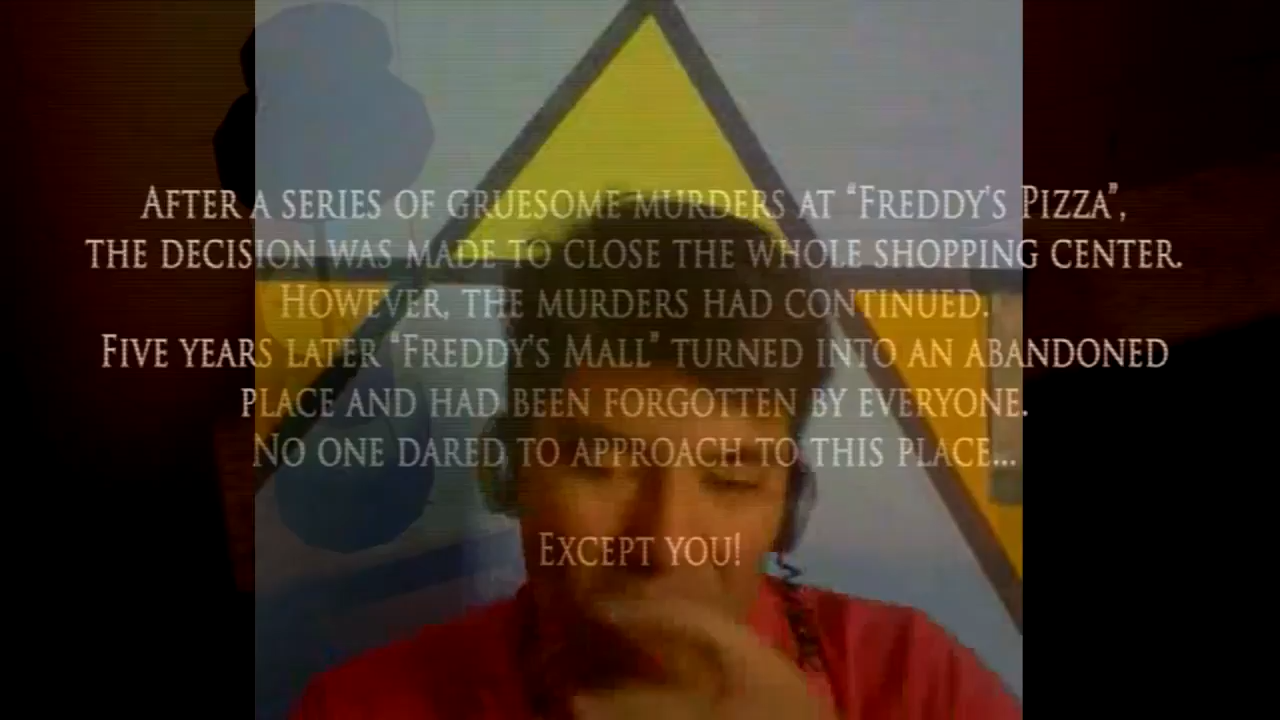 After a series of gruesome murders at “Freddy's Pizza”,
the decision was made to close the whole shopping center.
However, the murders had continued.
Five years later “Freddy's Mall” turned into an abandoned
place and had been forgotten by everyone.
No one dared to approach to this place...
Except you!